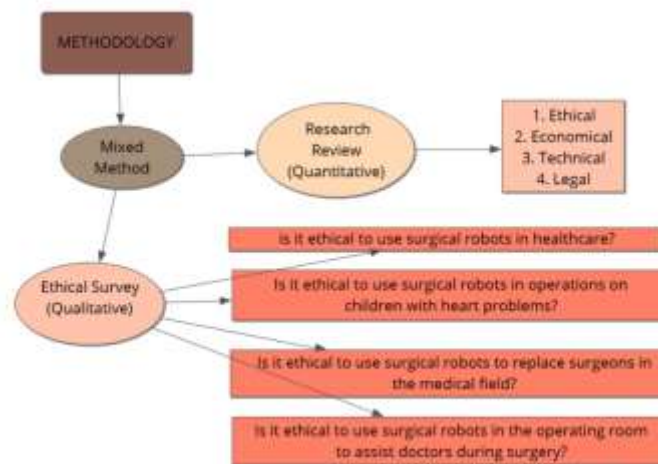 METHODOLOGY
Mixed
Method
Research
Review
(Quantitative)
1. Ethical
2. Economical
3. Technical
4. Legal
Ethical Survey
(Qualitative)
Is it ethical to use surgical robots in healthcare?
Is it ethical to use surgical robots in operations on
children with heart problems?
Is it ethical to use surgical robots to replace surgeons in
the medical field?
Is it ethical to use surgical robots in the operating room
to assist doctors during surgery?